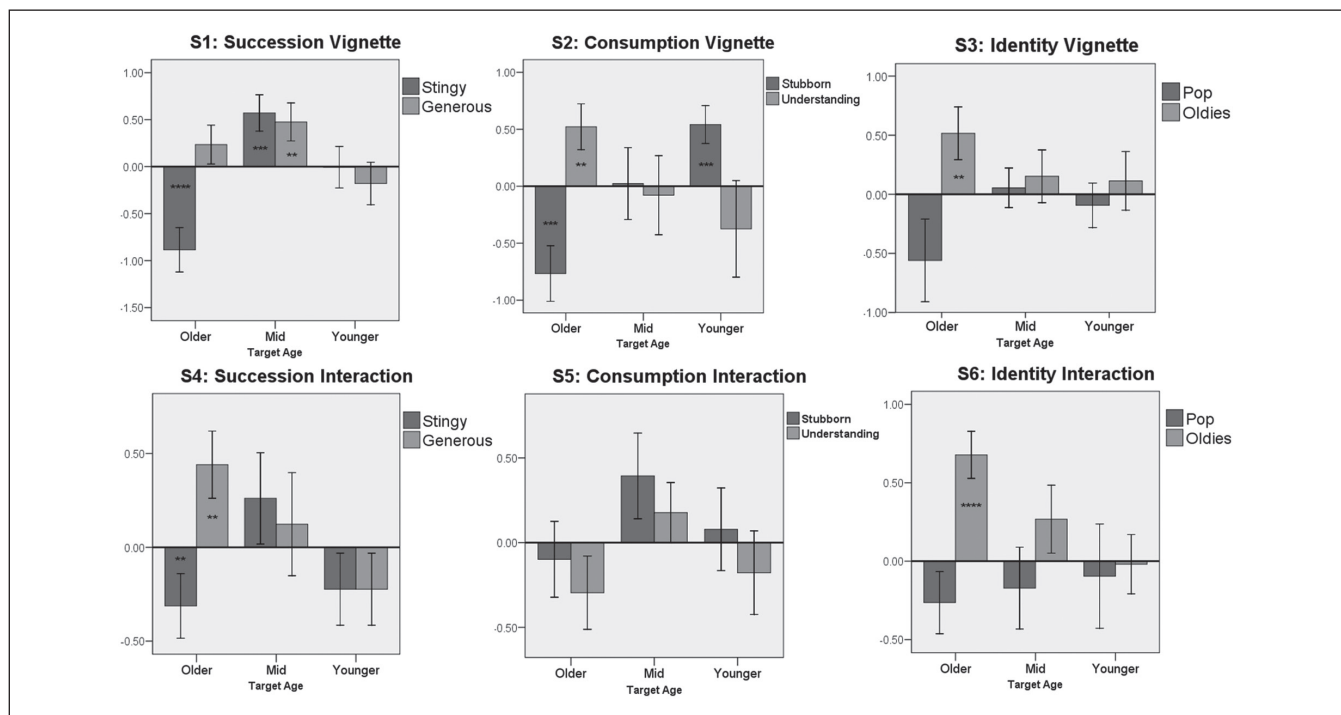 S1: Succession Vignette
1.00
0.50
0.00
-0.50
-1.00
-1.50
****
***
**
Older
Mid
Younger
Target Age
Stingy
Generous
S2: Consumption Vignette
1.00
0.50
0.00
-0.50
-1.00
***
**
***
Older
Mid
Younger
Target Age
Stubborn
Understanding
S3: Identity Vignette
1.00
0.50
0.00
-0.50
-1.00
**
Older
Mid
Younger
Target Age
Pop
Oldies
S4: Succession Interaction
0.50
0.00
-0.50
**
**
Older
Mid
Younger
Target Age
Stingy
Generous
S5: Consumption Interaction
0.50
0.00
-0.50
Older
Mid
Younger
Target Age
Stubborn
Understanding
S6: Identity Interaction
1.00
0.50
0.00
-0.50
****
Older
Mid
Younger
Target Age
Pop
Oldies